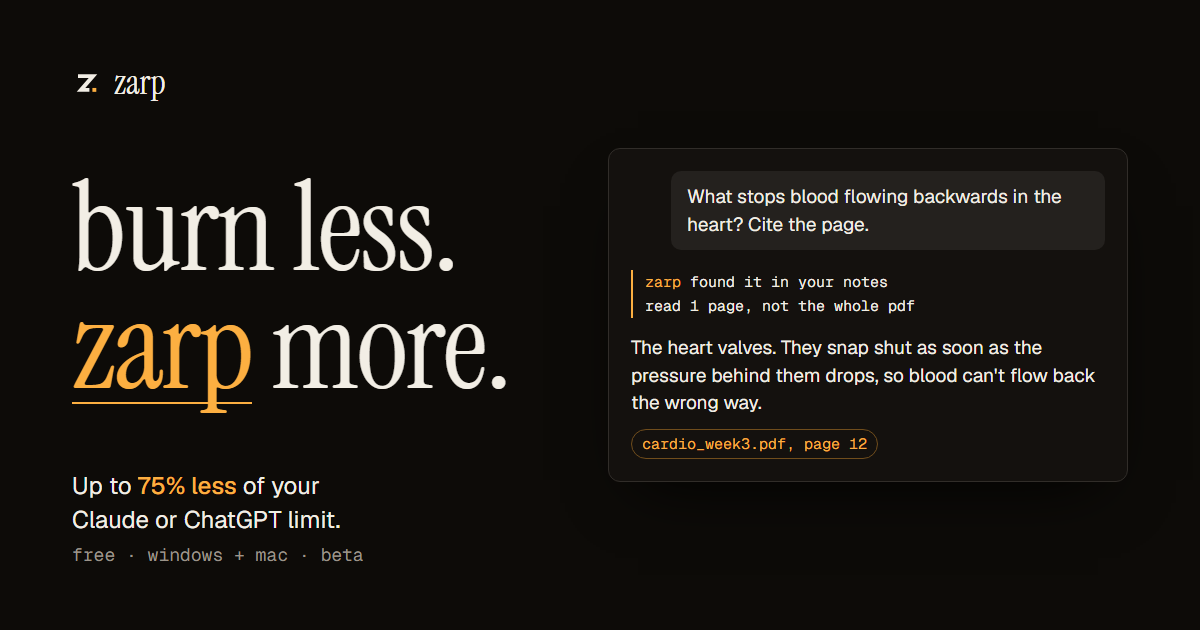 z. zarp
burn less.
zarp more.
Up to 75% less of your
Claude or ChatGPT limit.
free · windows + mac · beta
What stops blood flowing backwards in the
heart? Cite the page.
zarp found it in your notes
read 1 page, not the whole pdf
The heart valves. They snap shut as soon as the
pressure behind them drops, so blood can't flow back
the wrong way.
cardio_week3.pdf, page 12